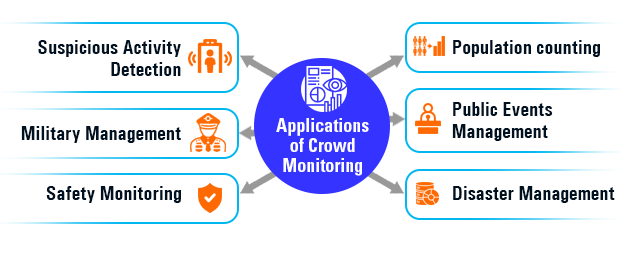 Suspicious Activity
Detection
Military Management
Safety Monitoring
Applications
of Crowd
Monitoring
Population counting
Public Events
Management
Disaster Management